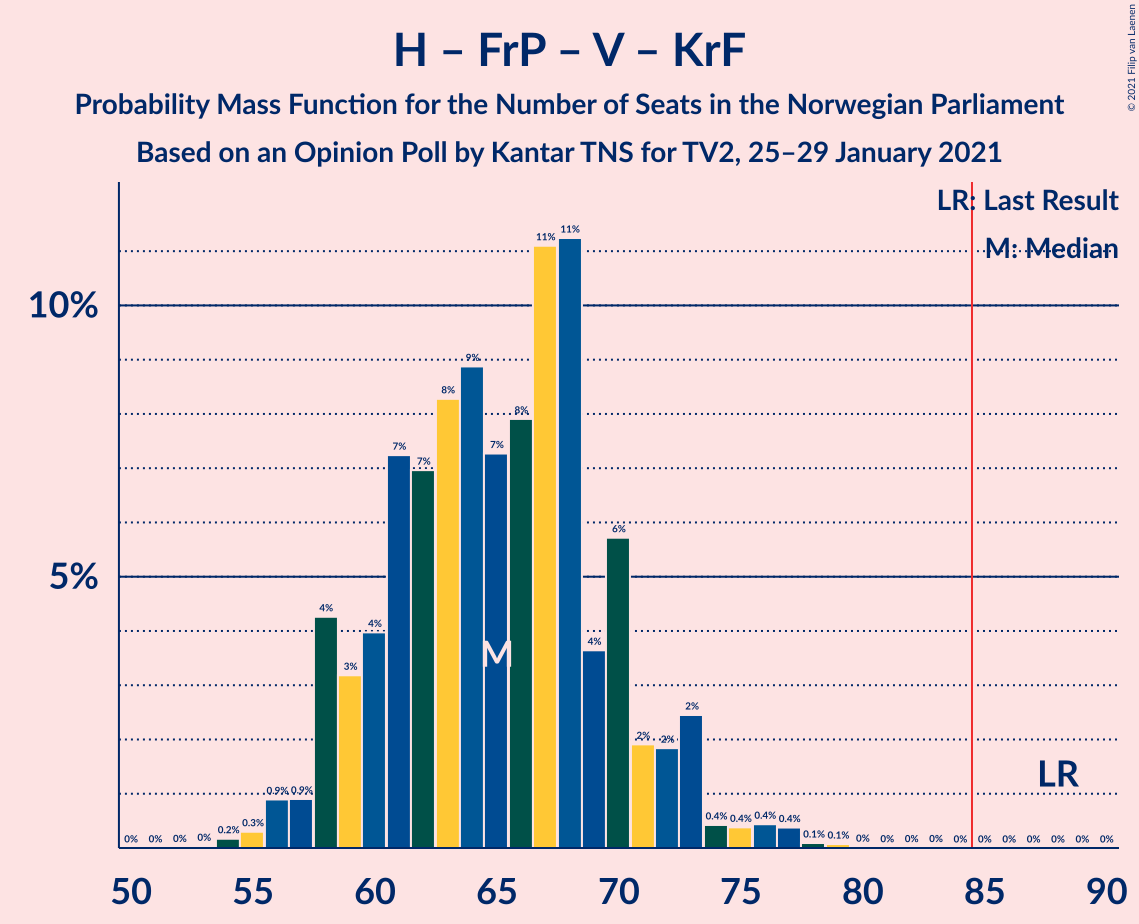 H – FrP – V – KrF
Probability Mass Function for the Number of Seats in the Norwegian Parliament
Based on an Opinion Poll by Kantar TNS for TV2, 25–29 January 2021
© 2021 Filip van Laenen
LR: Last Result
M: Median
10%
5%
0% 0% 0% 0% 0.2% 0.3% 0.9% 0.9% 4% 3% 4% 7% 7% 8% 9% 7% 8% 11% 11% 4% 6% 2% 2% 2% 0.4% 0.4% 0.4% 0.4% 0.1% 0.1% 0% 0% 0% 0% 0% 0% 0% 0% 0% 0% 0%
M
LR
50 55 60 65 70 75 80 85 90